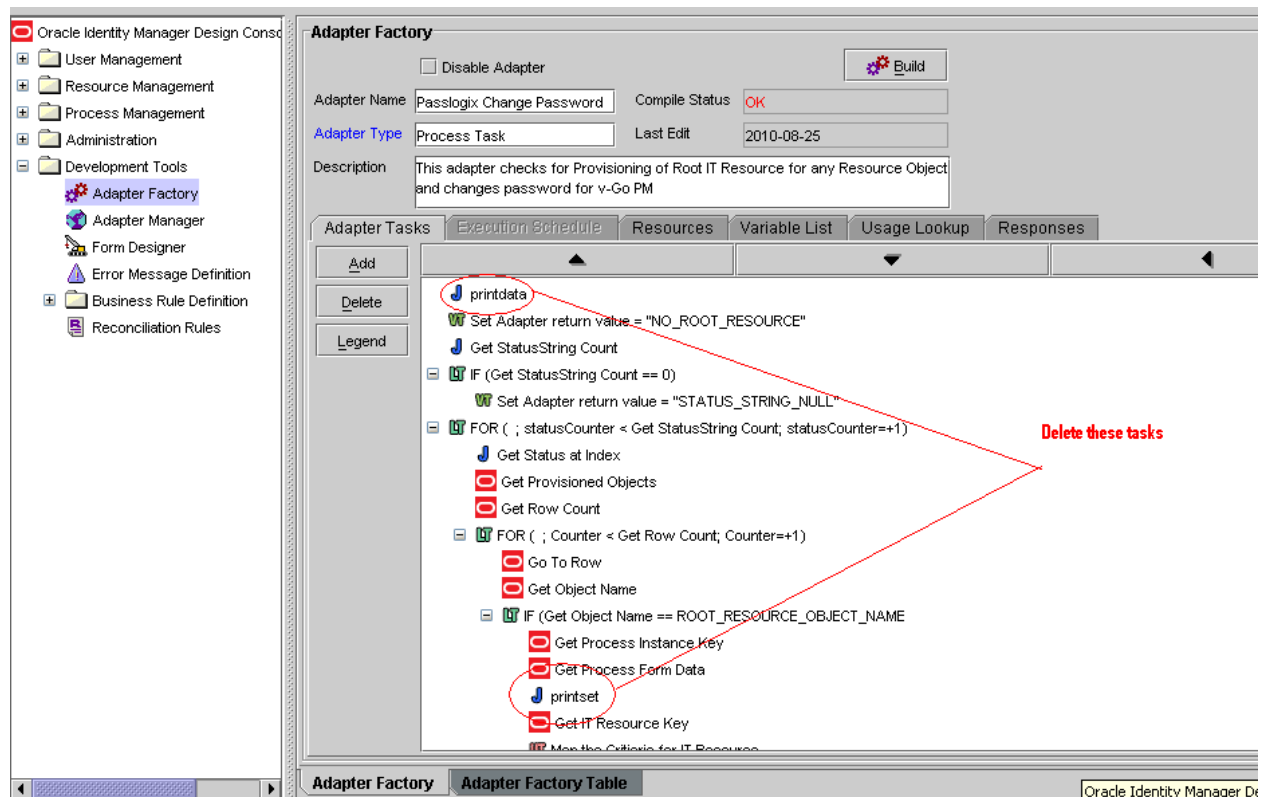 Oracle Identity Manager Design Conso
User Management
Resource Management
Process Management
Administration
Development Tools
Adapter Factory
Adapter Manager
Form Designer
Error Message Definition
Business Rule Definition
Reconciliation Rules
Adapter Factory
Disable Adapter
Build
Adapter Name Passlogix Change Password Compile Status OK
Adapter Type Process Task Last Edit 2010-08-25
Description This adapter checks for Provisioning of Root IT Resource for any Resource Object
and changes password for v-Go PM
Adapter Tasks Execution Schedule Resources Variable List Usage Lookup Responses
Add
Delete
Legend
printdata
Set Adapter return value = "NO_ROOT_RESOURCE"
Get StatusString Count
IF (Get StatusString Count == 0)
Set Adapter return value = "STATUS_STRING_NULL"
FOR ( ; statusCounter < Get StatusString Count; statusCounter=+1)
Delete these tasks
Get Status at Index
Get Provisioned Objects
Get Row Count
FOR ( ; Counter < Get Row Count; Counter=+1)
Go To Row
Get Object Name
IF (Get Object Name == ROOT_RESOURCE_OBJECT_NAME
Get Process Instance Key
Get Process Form Data
printset
Get IT Resource Key
Adapter Factory Adapter Factory Table
Oracle Identity Manager De